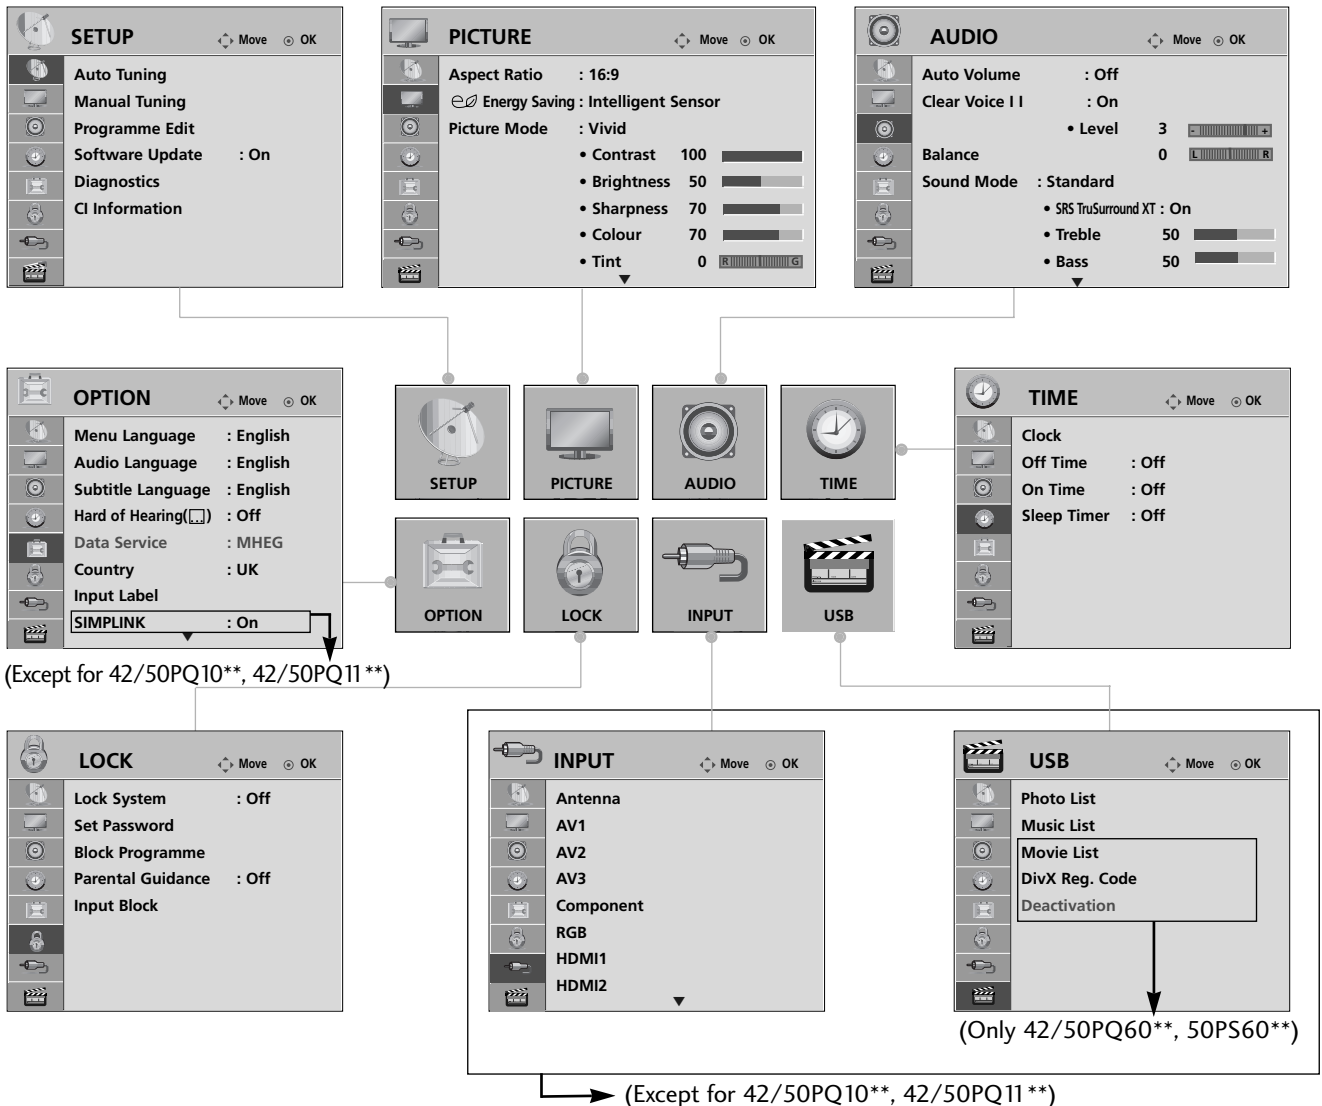 SETUP
Move OK
Auto Tuning
Manual Tuning
Programme Edit
Software Update : On
Diagnostics
CI Information
PICTURE
Move OK
Aspect Ratio : 16:9
Energy Saving : Intelligent Sensor
Picture Mode : Vivid
• Contrast 100
• Brightness 50
• Sharpness 70
• Colour 70
• Tint 0 R G
AUDIO
Move OK
Auto Volume : Off
Clear Voice I I : On
• Level 3 - +
Balance 0 L R
Sound Mode : Standard
• SRS TruSurround XT : On
• Treble 50
• Bass 50
OPTION
Move OK
Menu Language : English
Audio Language : English
Subtitle Language : English
Hard of Hearing( ) : Off
Data Service : MHEG
Country : UK
Input Label
SIMPLINK : On
(Except for 42/50PQ10**, 42/50PQ11**)
SETUP
PICTURE
AUDIO
TIME
OPTION
LOCK
INPUT
USB
TIME
Move OK
Clock
Off Time : Off
On Time : Off
Sleep Timer : Off
LOCK
Move OK
Lock System : Off
Set Password
Block Programme
Parental Guidance : Off
Input Block
INPUT
Move OK
Antenna
AV1
AV2
AV3
Component
RGB
HDMI1
HDMI2
USB
Move OK
Photo List
Music List
Movie List
DivX Reg. Code
Deactivation
(Only 42/50PQ60**, 50PS60**)
(Except for 42/50PQ10**, 42/50PQ11**)